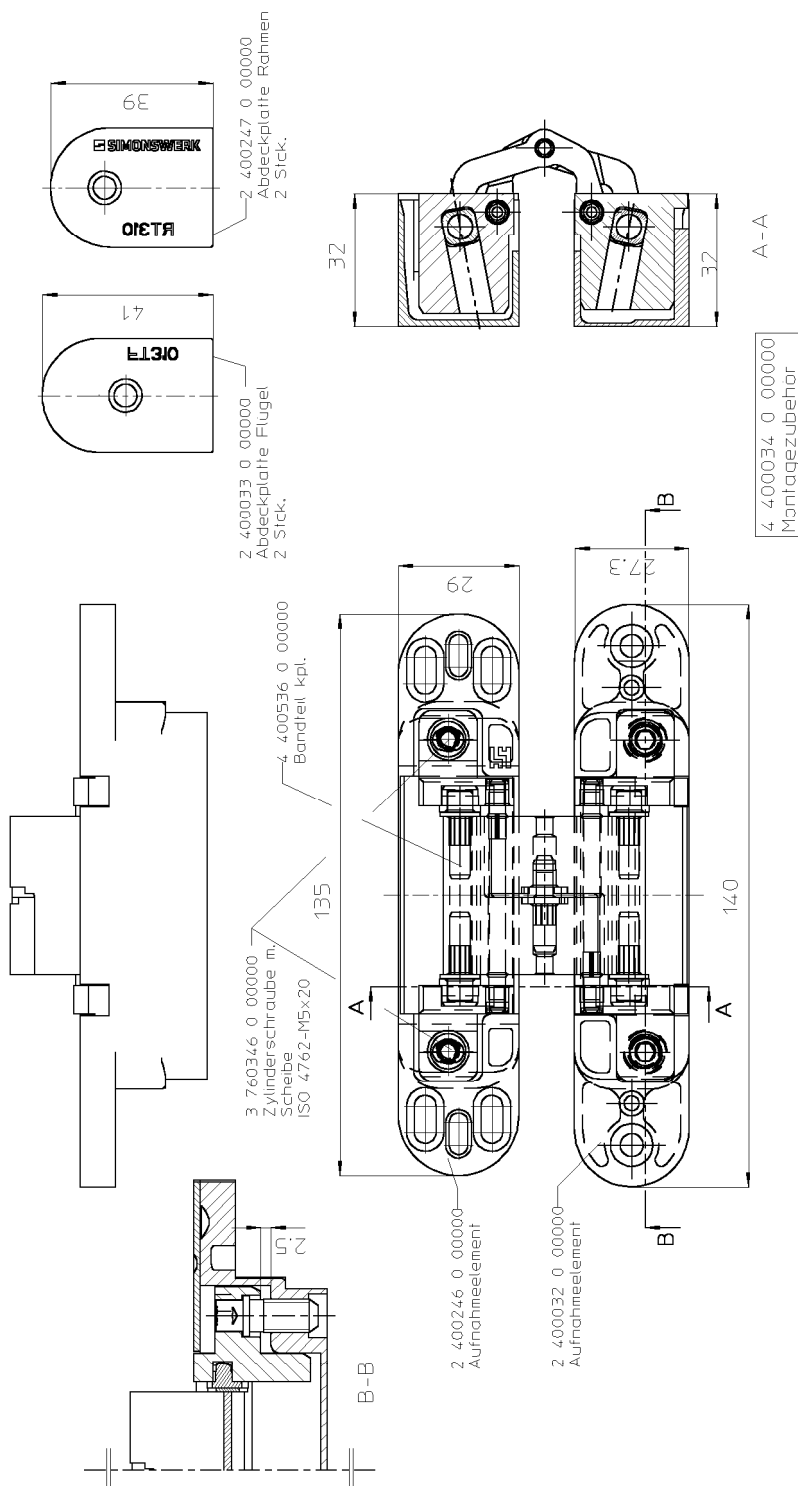 39
SIMONSWERK
RT310
2 400247 0 00000
Abdeckplatte Rahmen
2 Stck.
41
FT310
2 400033 0 00000
Abdeckplatte Flügel
2 Stck.
32
32
A-A
4 400034 0 00000
Montagezubehör
4 400536 0 00000
Bandteil kpl.
3 760346 0 00000
Zylinderschraube m.
Scheibe
ISO 4762-M5x20
135
29
27.3
140
A
A
B
B
2 400246 0 00000
Aufnahmeelement
2 400032 0 00000
Aufnahmeelement
2.5
B-B